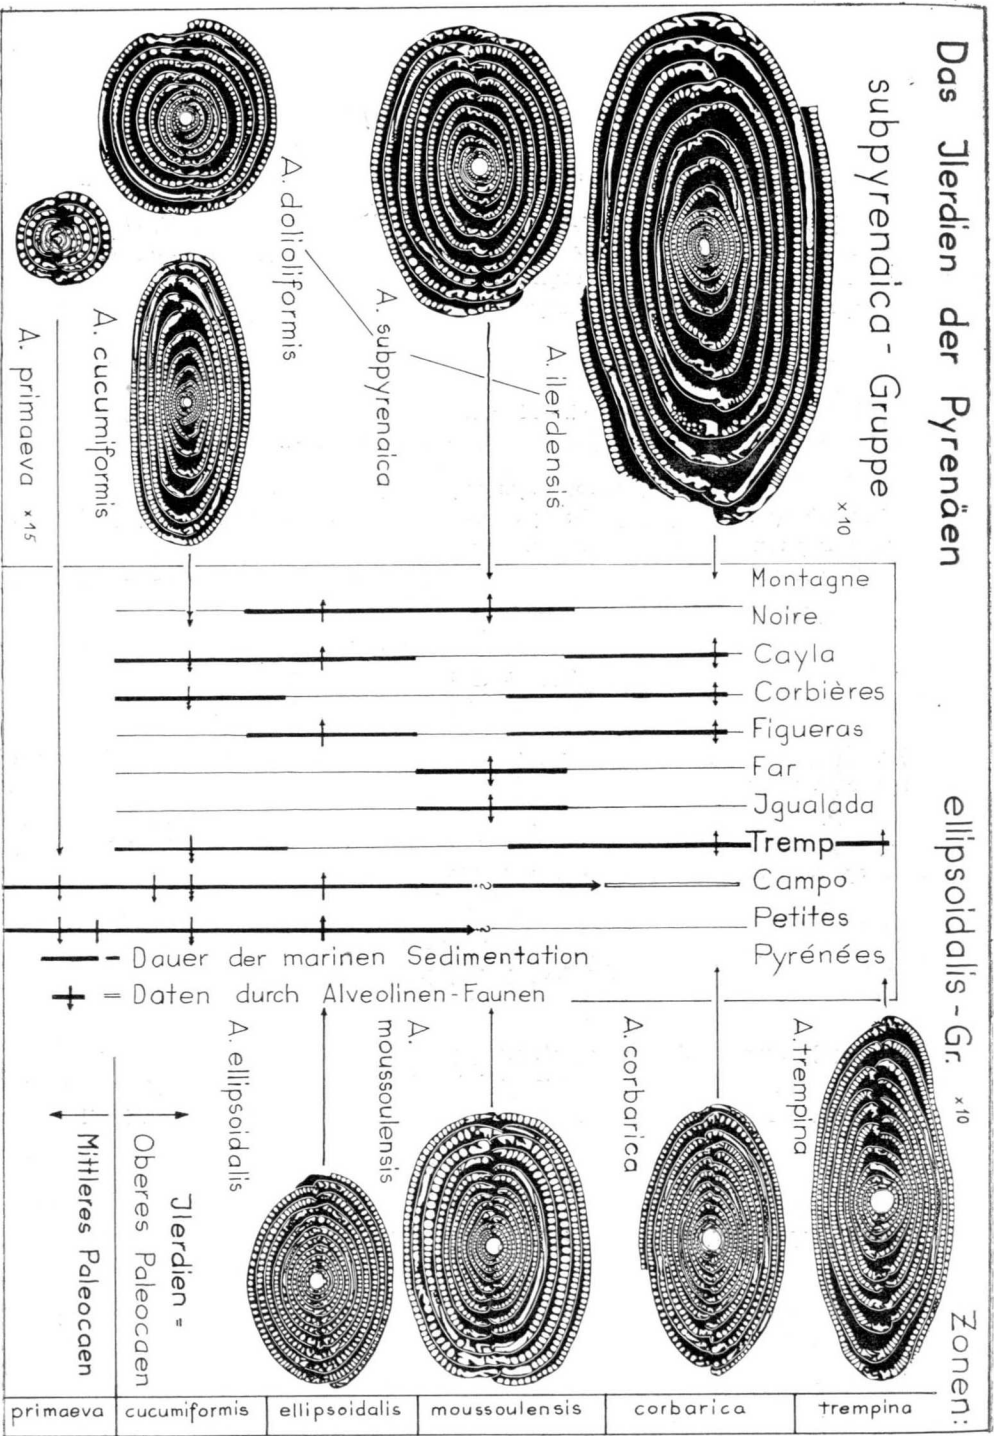 Das Jlerdien der Pyrenäen
subpyrenaica - Gruppe
x 10
ellipsoidalis - Gr.
x 10
Zonen:
A. ilerdensis
A. subpyrenaica
A. dolioliformis
A. cucumiformis
A. primaeva x 15
Montagne
Noire
Cayla
Corbières
Figueras
Far
Jgualada
Tremp
Campo
?
Petites
?
Pyrénées
- Dauer der marinen Sedimentation
= Daten durch Alveolinen-Faunen
A. trempina
A. corbarica
A.
moussoulensis
A. ellipsoidalis
Jlerdien =
Oberes Paleocaen
Mittleres Paleocaen
primaeva
cucumiformis
ellipsoidalis
moussoulensis
corbarica
trempina